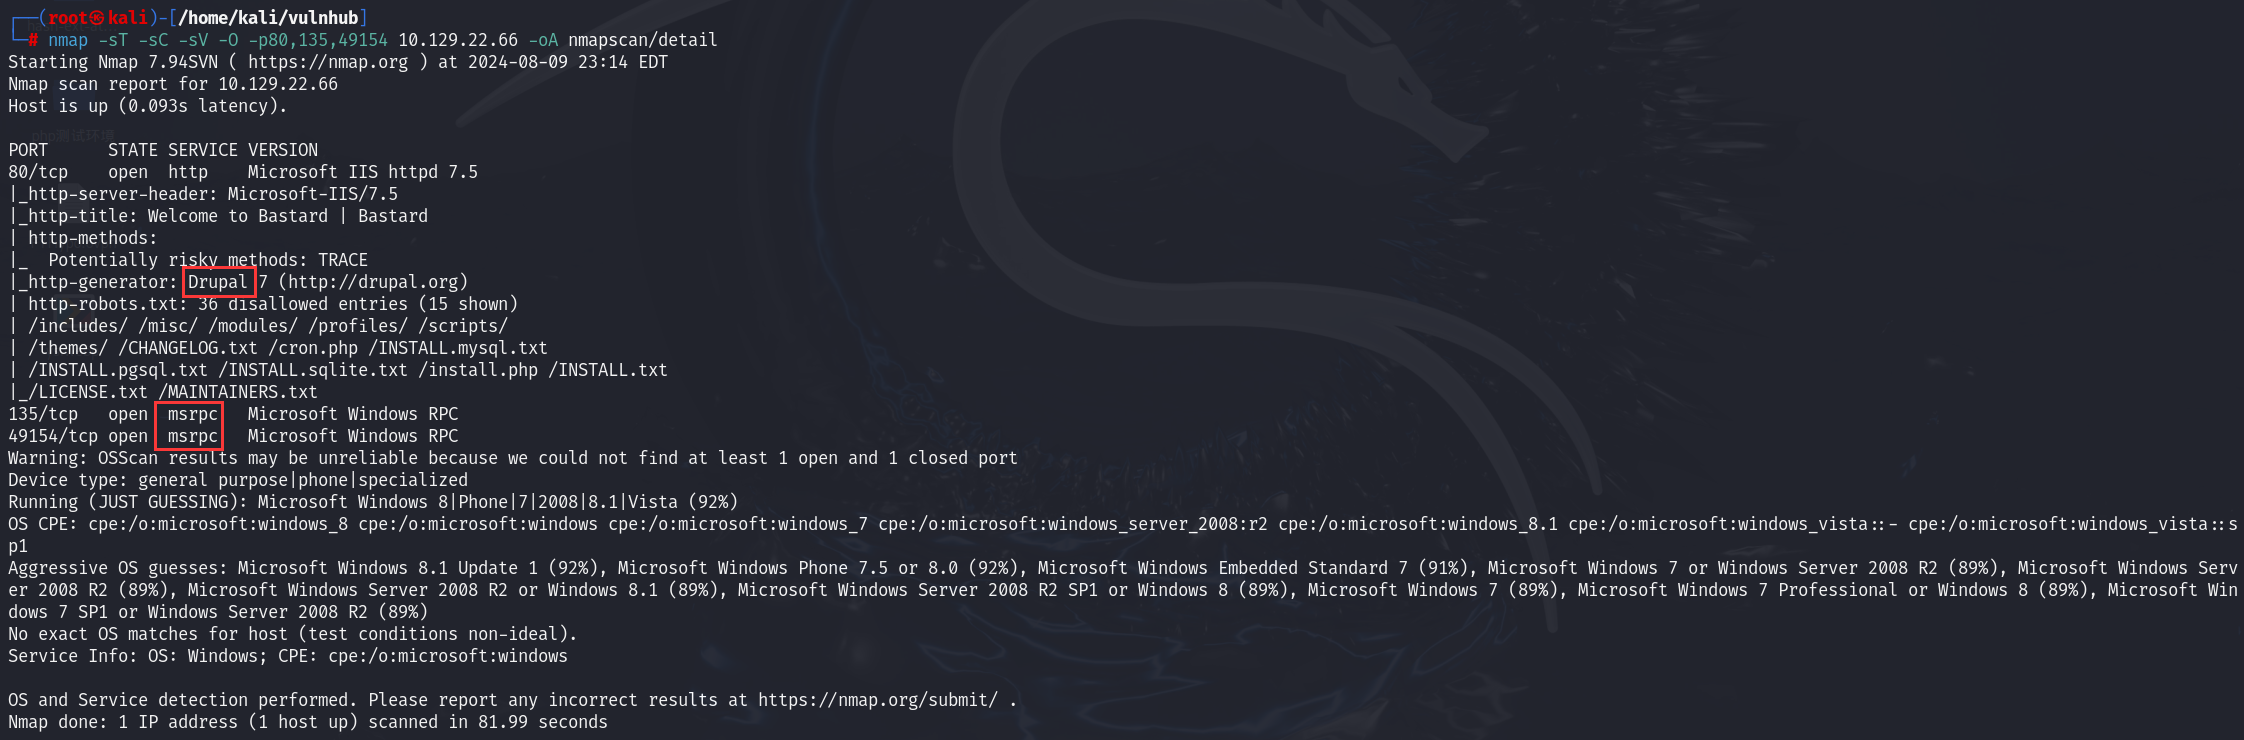 ┌──(root㉿kali)-[/home/kali/vulnhub]
└─# nmap -sT -sC -sV -O -p80,135,49154 10.129.22.66 -oA nmapscan/detail
Starting Nmap 7.94SVN ( https://nmap.org ) at 2024-08-09 23:14 EDT
Nmap scan report for 10.129.22.66
Host is up (0.093s latency).
php测试环境
PORT      STATE SERVICE VERSION
80/tcp    open  http    Microsoft IIS httpd 7.5
|_http-server-header: Microsoft-IIS/7.5
|_http-title: Welcome to Bastard | Bastard
| http-methods:
|_  Potentially risky methods: TRACE
|_http-generator: Drupal 7 (http://drupal.org)
| http-robots.txt: 36 disallowed entries (15 shown)
| /includes/ /misc/ /modules/ /profiles/ /scripts/
| /themes/ /CHANGELOG.txt /cron.php /INSTALL.mysql.txt
| /INSTALL.pgsql.txt /INSTALL.sqlite.txt /install.php /INSTALL.txt
|_/LICENSE.txt /MAINTAINERS.txt
135/tcp   open  msrpc   Microsoft Windows RPC
49154/tcp open  msrpc   Microsoft Windows RPC
Warning: OSScan results may be unreliable because we could not find at least 1 open and 1 closed port
Device type: general purpose|phone|specialized
Running (JUST GUESSING): Microsoft Windows 8|Phone|7|2008|8.1|Vista (92%)
OS CPE: cpe:/o:microsoft:windows_8 cpe:/o:microsoft:windows cpe:/o:microsoft:windows_7 cpe:/o:microsoft:windows_server_2008:r2 cpe:/o:microsoft:windows_8.1 cpe:/o:microsoft:windows_vista::- cpe:/o:microsoft:windows_vista::s
p1
Aggressive OS guesses: Microsoft Windows 8.1 Update 1 (92%), Microsoft Windows Phone 7.5 or 8.0 (92%), Microsoft Windows Embedded Standard 7 (91%), Microsoft Windows 7 or Windows Server 2008 R2 (89%), Microsoft Windows Serv
er 2008 R2 (89%), Microsoft Windows Server 2008 R2 or Windows 8.1 (89%), Microsoft Windows Server 2008 R2 SP1 or Windows 8 (89%), Microsoft Windows 7 (89%), Microsoft Windows 7 Professional or Windows 8 (89%), Microsoft Win
dows 7 SP1 or Windows Server 2008 R2 (89%)
No exact OS matches for host (test conditions non-ideal).
Service Info: OS: Windows; CPE: cpe:/o:microsoft:windows

OS and Service detection performed. Please report any incorrect results at https://nmap.org/submit/ .
Nmap done: 1 IP address (1 host up) scanned in 81.99 seconds